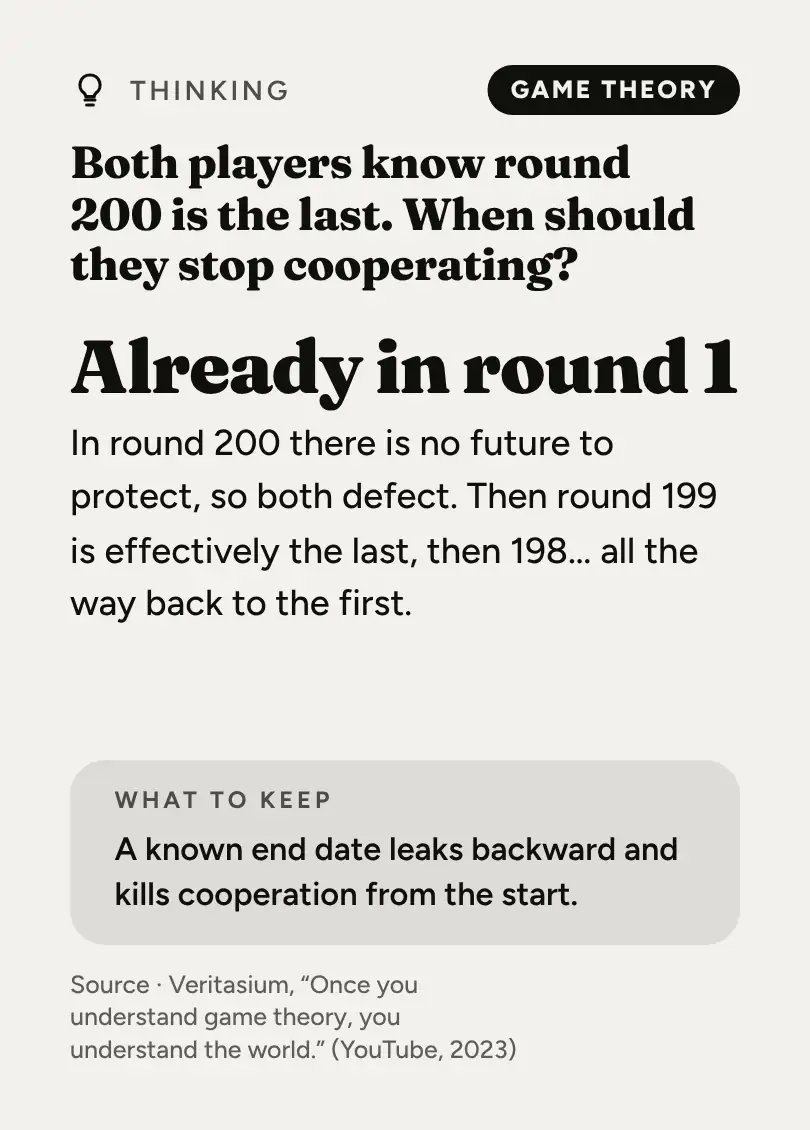 THINKING
GAME THEORY
Both players know round
200 is the last. When should
they stop cooperating?
Already in round 1
In round 200 there is no future to
protect, so both defect. Then round 199
is effectively the last, then 198... all the
way back to the first.
WHAT TO KEEP
A known end date leaks backward and
kills cooperation from the start.
Source · Veritasium, “Once you
understand game theory, you
understand the world.” (YouTube, 2023)